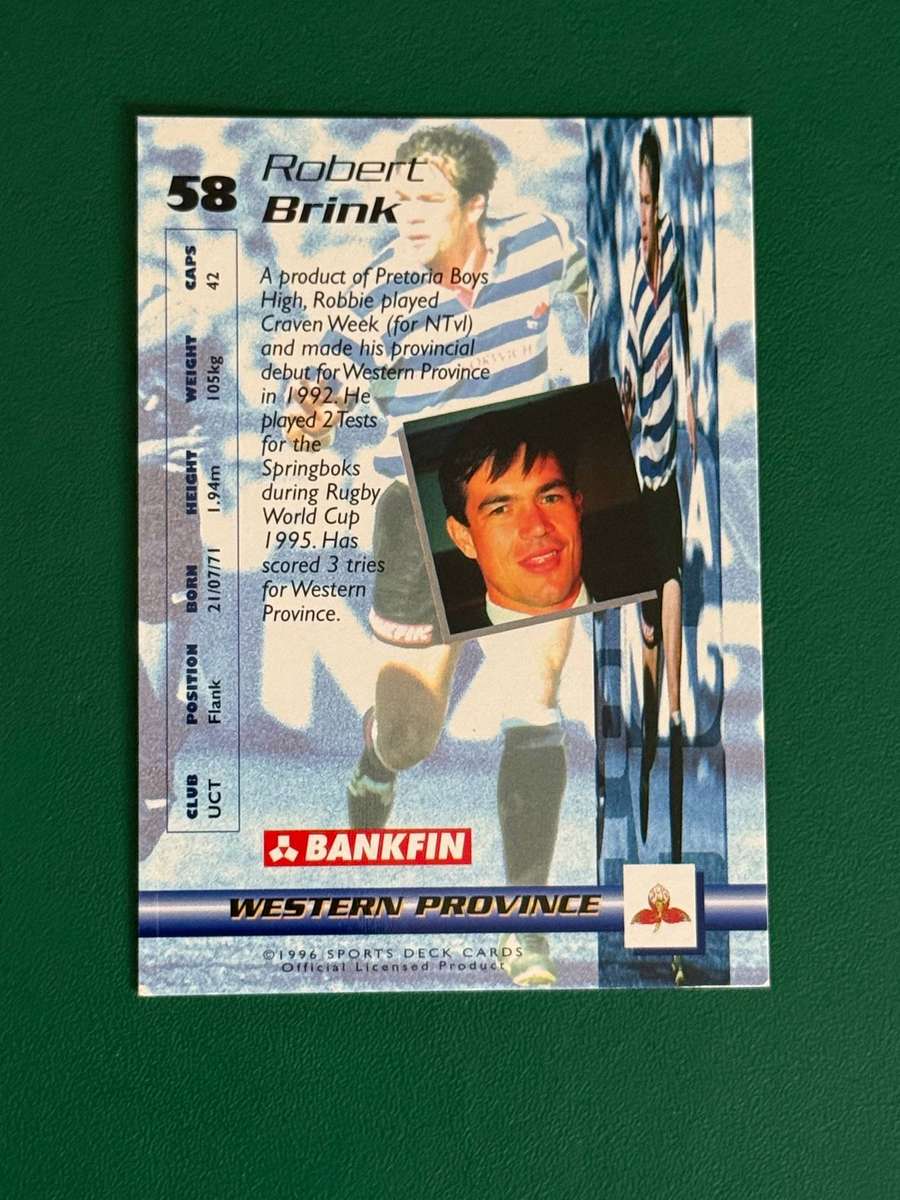 58
Robert
Brink
A product of Pretoria Boys
High, Robbie played
Craven Week (for NTvl)
and made his provincial
debut for Western Province
in 1992. He
played 2 Tests
for the
Springboks
during Rugby
World Cup
1995. Has
scored 3 tries
for Western
Province.
CLUB POSITION BORN HEIGHT WEIGHT CAPS
UCT Flank 21/07/71 1.94m 105kg 42
BANKFIN
BANKFIN
WESTERN PROVINCE
©1996 SPORTS DECK CARDS
Official Licensed Product